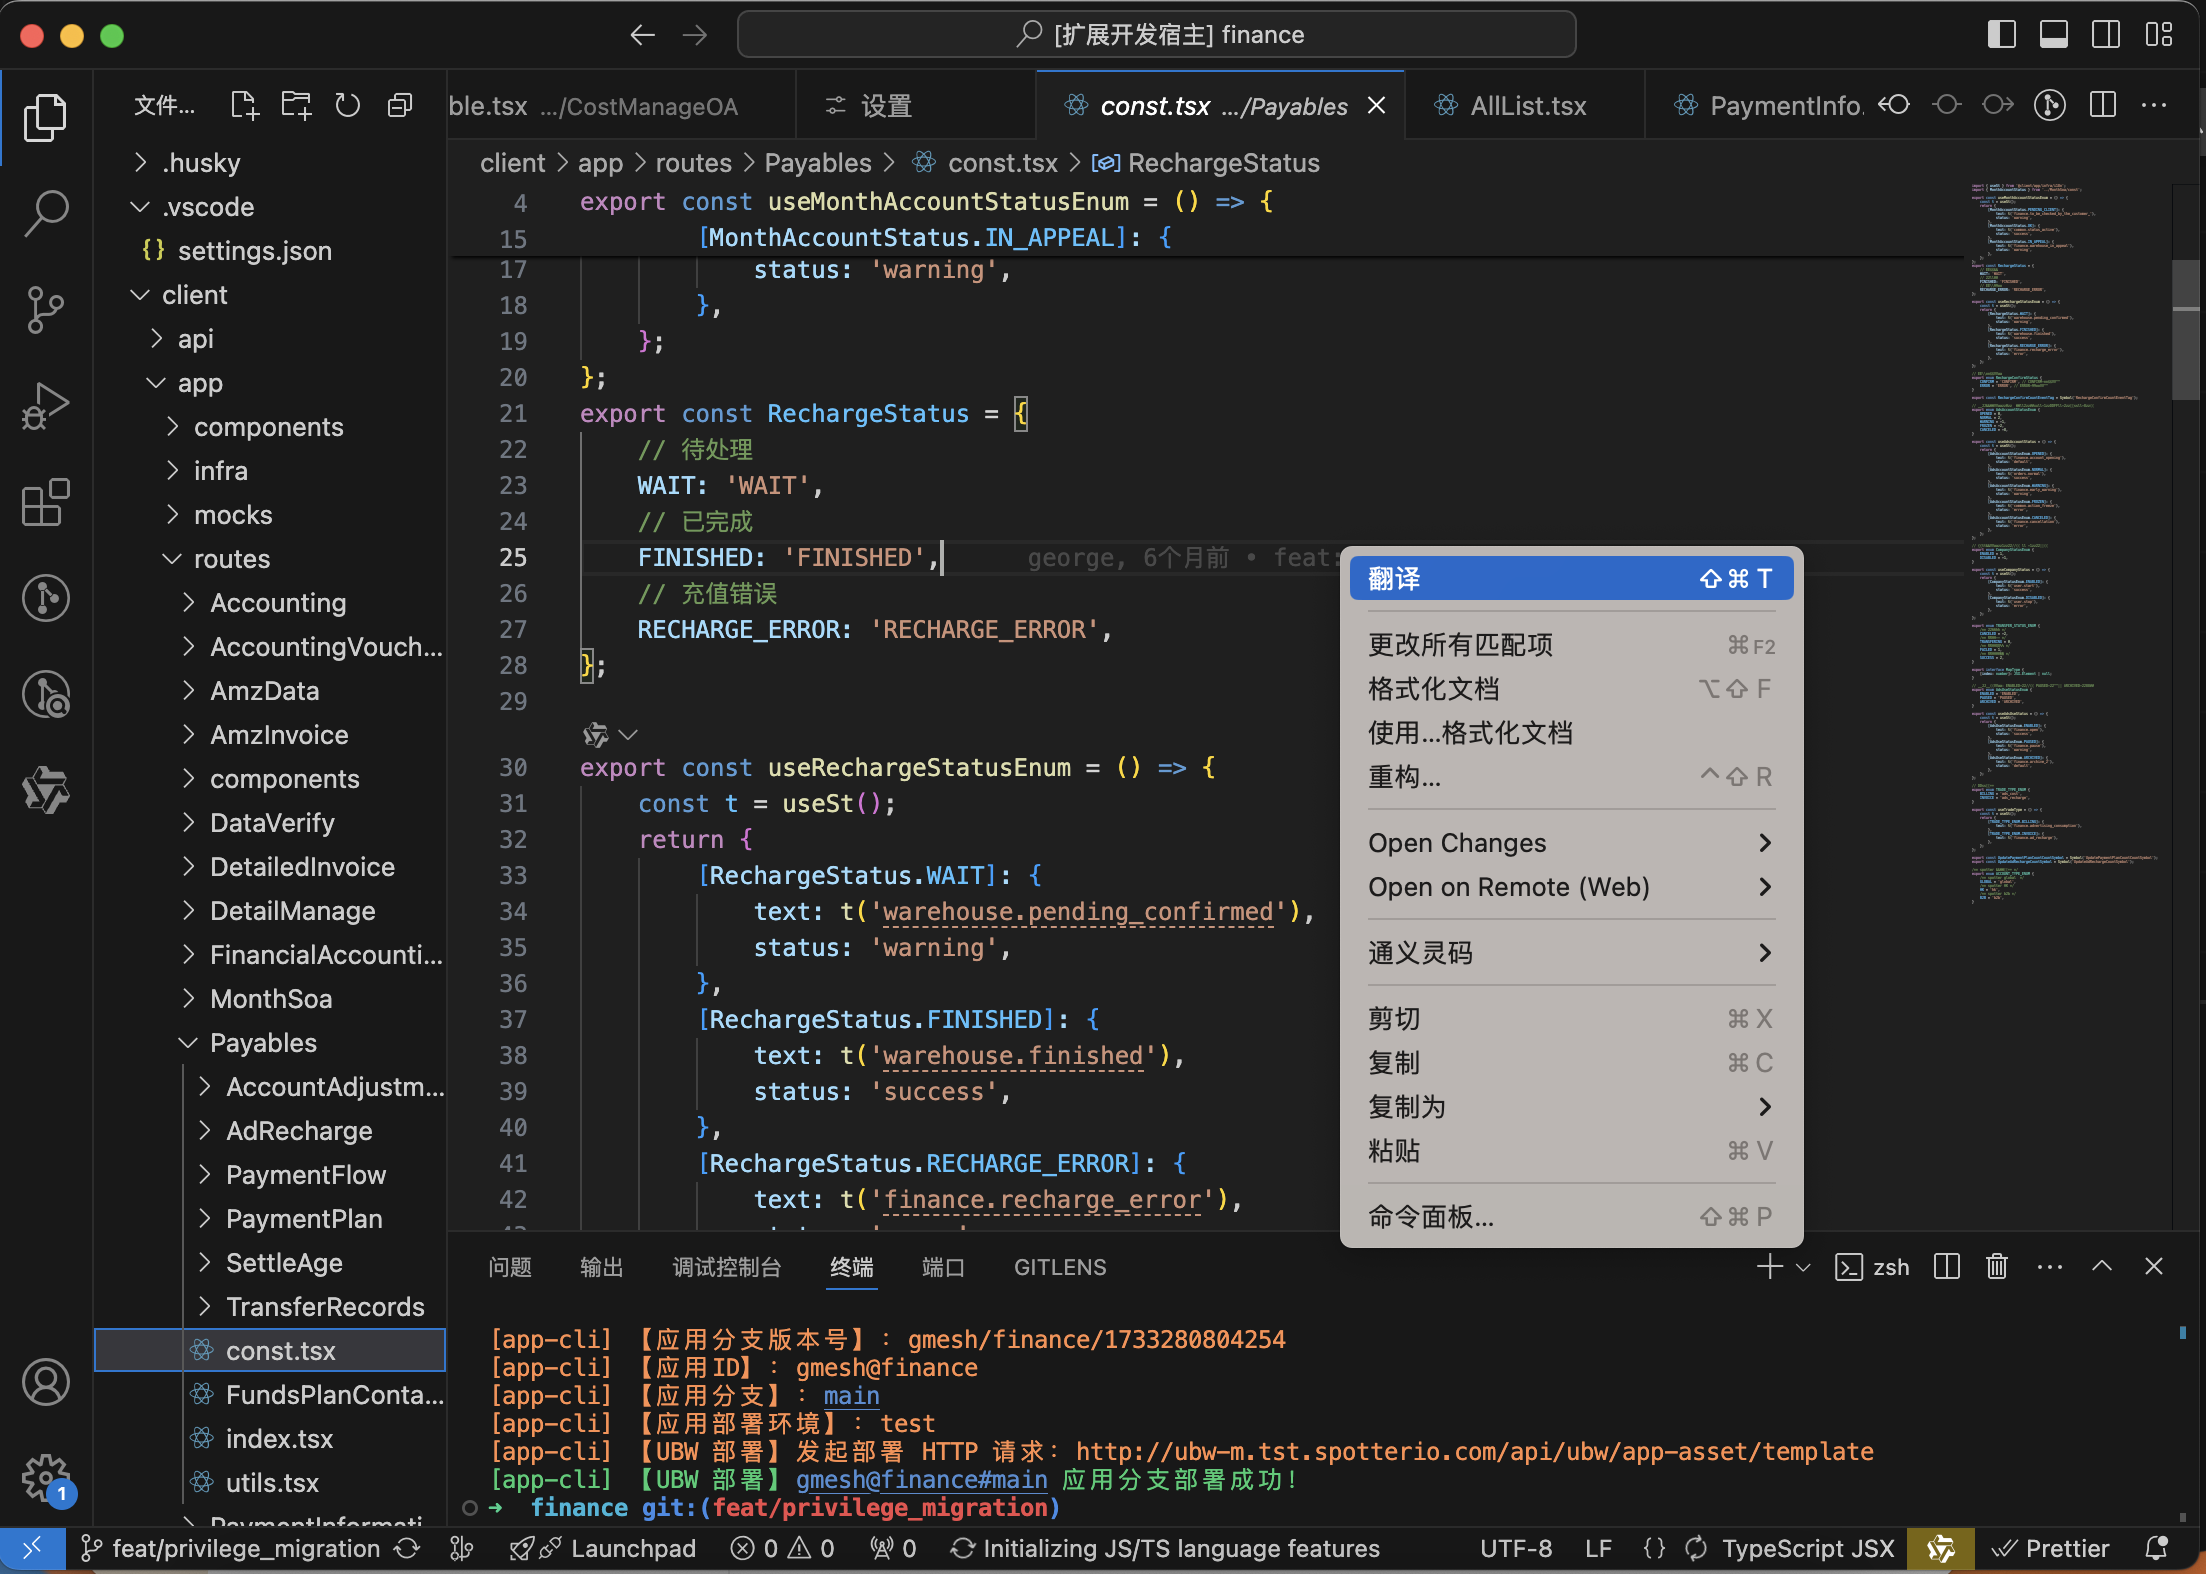 [扩展开发宿主] finance
文件...
ble.tsx .../CostManageOA
设置
const.tsx .../Payables
AllList.tsx
PaymentInfo.
client > app > routes > Payables > const.tsx > RechargeStatus
.husky
.vscode
{} settings.json
client
api
app
components
infra
mocks
routes
Accounting
AccountingVouch...
AmzData
AmzInvoice
components
DataVerify
DetailedInvoice
DetailManage
FinancialAccounti...
MonthSoa
Payables
AccountAdjustm...
AdRecharge
PaymentFlow
PaymentPlan
SettleAge
TransferRecords
const.tsx
FundsPlanConta...
index.tsx
utils.tsx
PaymentInformati
4 export const useMonthAccountStatusEnum = () => {
15 [MonthAccountStatus.IN_APPEAL]: {
17 status: 'warning',
18 },
19 };
20 };
21 export const RechargeStatus = {
22 // 待处理
23 WAIT: 'WAIT',
24 // 已完成
25 FINISHED: 'FINISHED', george, 6个月前 • feat:
26 // 充值错误
27 RECHARGE_ERROR: 'RECHARGE_ERROR',
28 };
29
30 export const useRechargeStatusEnum = () => {
31 const t = useSt();
32 return {
33 [RechargeStatus.WAIT]: {
34 text: t('warehouse.pending_confirmed'),
35 status: 'warning',
36 },
37 [RechargeStatus.FINISHED]: {
38 text: t('warehouse.finished'),
39 status: 'success',
40 },
41 [RechargeStatus.RECHARGE_ERROR]: {
42 text: t('finance.recharge_error'),
翻译 ⇧⌘T
更改所有匹配项 ⌘F2
格式化文档 ⌥⇧F
使用...格式化文档
重构... ^⇧R
Open Changes
Open on Remote (Web)
通义灵码
剪切 ⌘X
复制 ⌘C
复制为
粘贴 ⌘V
命令面板... ⇧⌘P
问题 输出 调试控制台 终端 端口 GITLENS
zsh
[app-cli] 【应用分支版本号】: gmesh/finance/1733280804254
[app-cli] 【应用ID】: gmesh@finance
[app-cli] 【应用分支】: main
[app-cli] 【应用部署环境】: test
[app-cli] 【UBW 部署】发起部署 HTTP 请求: http://ubw-m.tst.spotterio.com/api/ubw/app-asset/template
[app-cli] 【UBW 部署】gmesh@finance#main 应用分支部署成功!
➜ finance git:(feat/privilege_migration)
1
feat/privilege_migration Launchpad 0 0 0 Initializing JS/TS language features UTF-8 LF {} TypeScript JSX Prettier